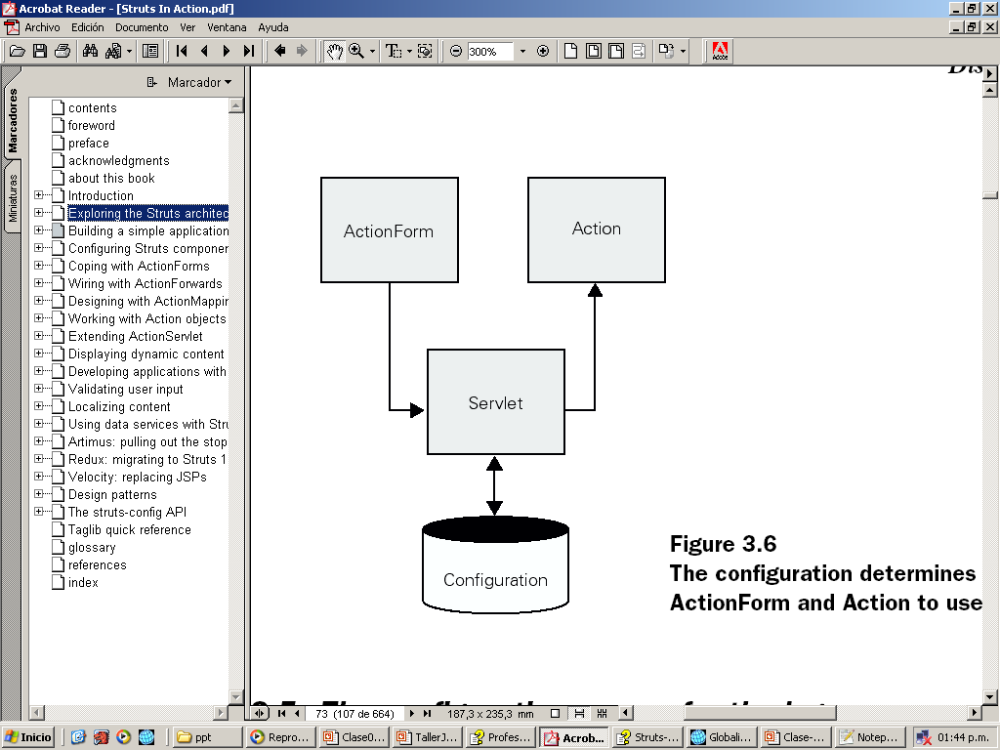 Acrobat Reader - [Struts In Action.pdf]
Archivo Edición Documento Ver Ventana Ayuda
300%
Marcador
Marcadores
Miniaturas
contents
foreword
preface
acknowledgments
about this book
Introduction
Exploring the Struts architec
Building a simple application
Configuring Struts componer
Coping with ActionForms
Wiring with ActionForwards
Designing with ActionMappin
Working with Action objects
Extending ActionServlet
Displaying dynamic content
Developing applications with
Validating user input
Localizing content
Using data services with Stru
Artimus: pulling out the stop
Redux: migrating to Struts 1
Velocity: replacing JSPs
Design patterns
The struts-config API
Taglib quick reference
glossary
references
index
ActionForm
Action
Servlet
Configuration
Figure 3.6
The configuration determines
ActionForm and Action to use
73 (107 de 664) 187,3 x 235,3 mm
Inicio ppt Repro... Clase0... TallerJ... Profes... Acrob... Struts-... Globali... Clase-... Notep... 01:44 p.m.